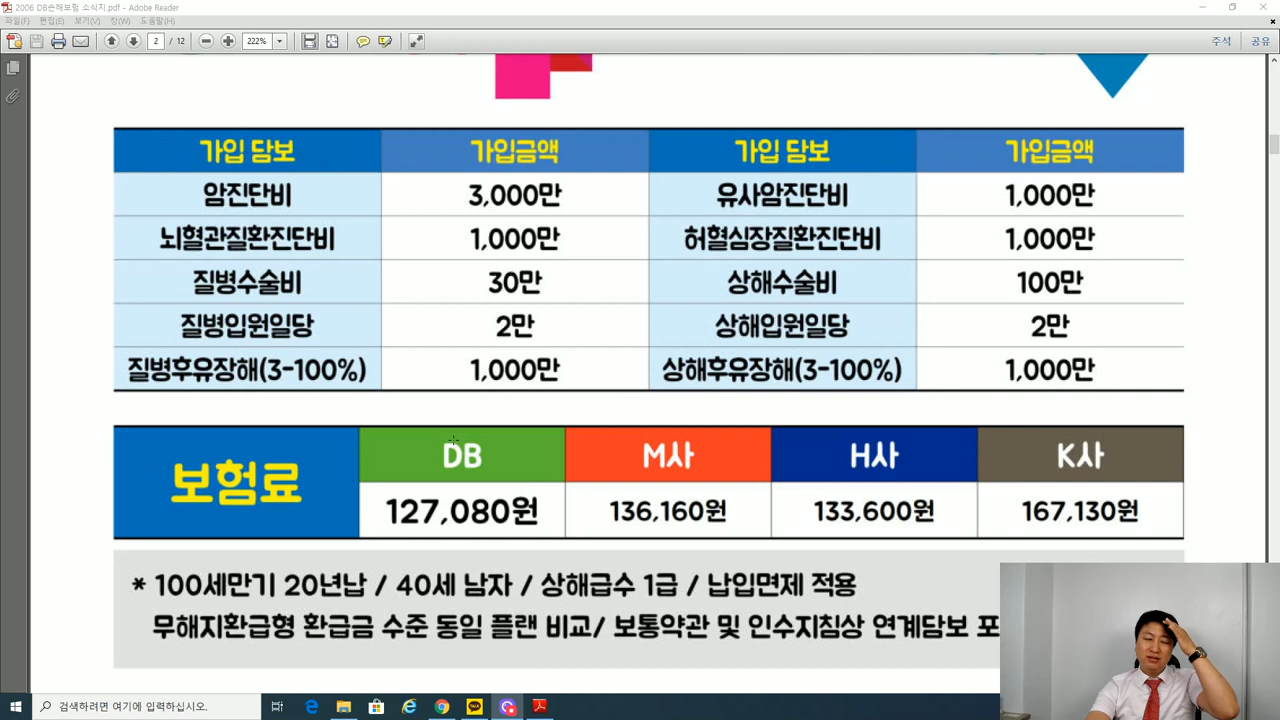 2006 DB손해보험 소식지.pdf - Adobe Reader
파일(F) 편집(E) 보기(V) 창(W) 도움말(H)
2 / 12 222% 주석 공유
가입 담보 가입금액 가입 담보 가입금액
암진단비 3,000만 유사암진단비 1,000만
뇌혈관질환진단비 1,000만 허혈심장질환진단비 1,000만
질병수술비 30만 상해수술비 100만
질병입원일당 2만 상해입원일당 2만
질병후유장해(3-100%) 1,000만 상해후유장해(3-100%) 1,000만
보험료 DB M사 H사 K사
127,080원 136,160원 133,600원 167,130원
* 100세만기 20년납 / 40세 남자 / 상해급수 1급 / 납입면제 적용
무해지환급형 환급금 수준 동일 플랜 비교/ 보통약관 및 인수지침상 연계담보 포
검색하려면 여기에 입력하십시오.